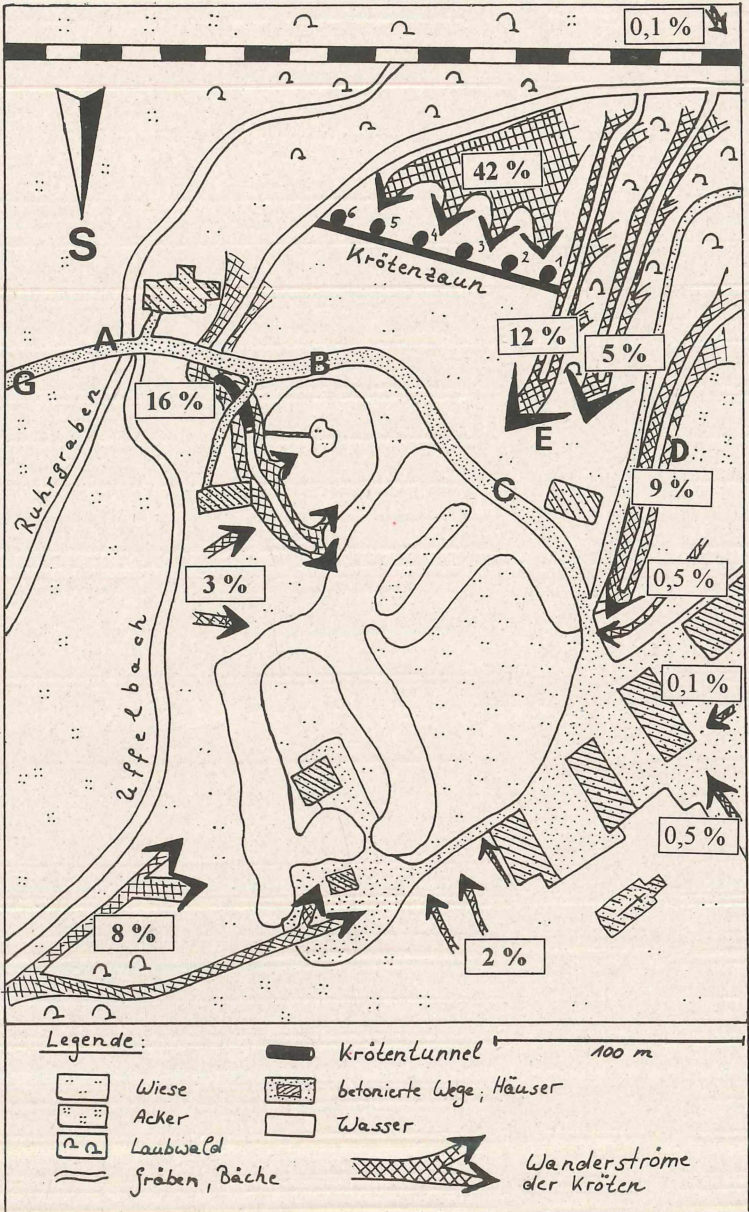 0,1 %
42 %
S
6
5
4
3
2
1
Krötenzaun
12 %
5 %
A
B
G
16 %
E
D
Ruhrgraben
C
9 %
3 %
0,5 %
0,1 %
Uffelbach
0,5 %
8 %
2 %
Legende:
Krötentunnel
100 m
Wiese
betonierte Wege; Häuser
Acker
Wasser
Laubwald
Gräben, Bäche
Wanderströme
der Kröten